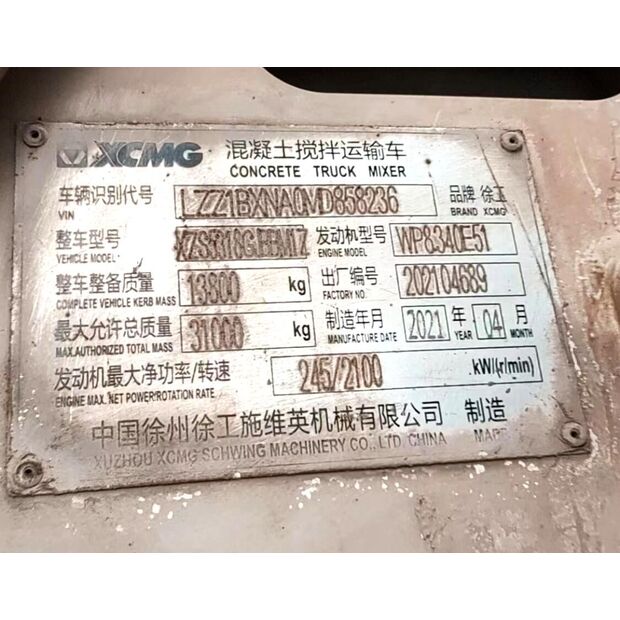 XCMG 混凝土搅拌运输车
CONCRETE TRUCK MIXER
车辆识别代号 LZZ1BXNA0MD858236 品牌 徐工
VIN BRAND XCMG
整车型号 发动机型号 WP8.340E51
VEHICLE MODEL ENGINE MODEL
整车整备质量 13800 kg 出厂编号 202104689
COMPLETE VEHICLE KERB MASS FACTORY NO.
最大允许总质量 31000 kg 制造年月 2021 年 04 月
MAX.AUTHORIZED TOTAL MASS MANUFACTURE DATE YEAR MONTH
发动机最大净功率/转速 245/2100 kW/(r/min)
ENGINE MAX. NET POWER/ROTATION RATE
中国徐州徐工施维英机械有限公司 制造
XUZHOU XCMG SCHWING MACHINERY CO., LTD CHINA